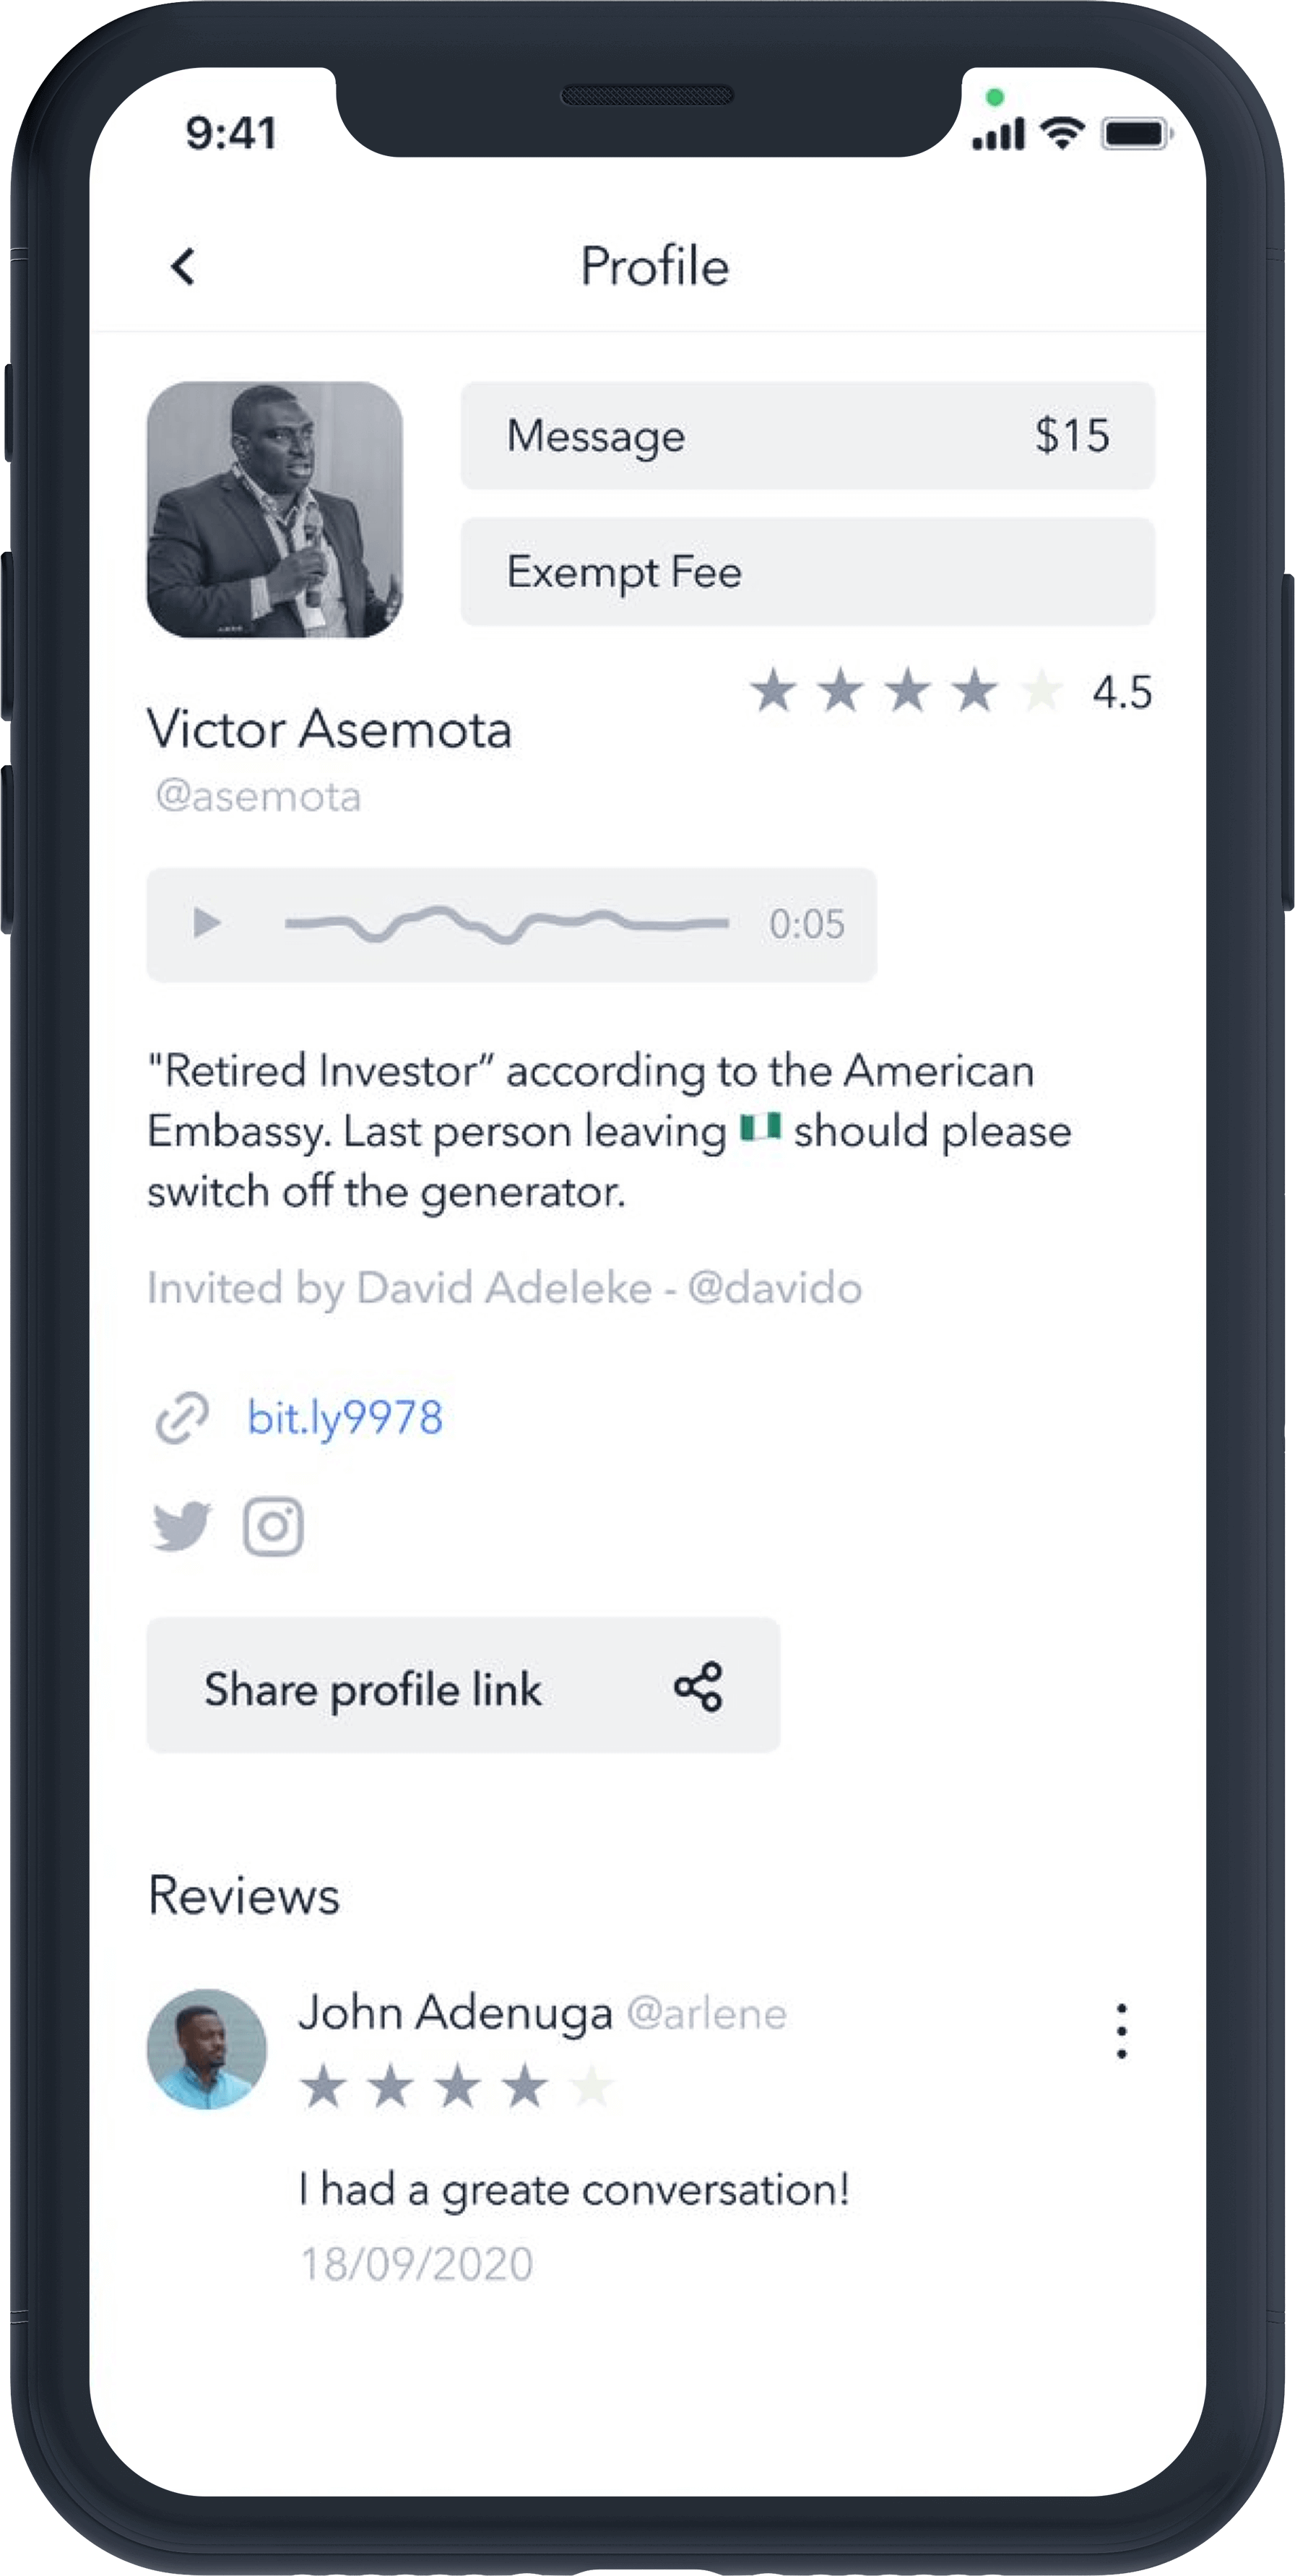 9:41
Profile
Message $15
Exempt Fee
4.5
Victor Asemota
@asemota
0:05
"Retired Investor” according to the American
Embassy. Last person leaving 🇳🇬 should please
switch off the generator.
Invited by David Adeleke - @davido
bit.ly9978
Share profile link
Reviews
John Adenuga @arlene
I had a greate conversation!
18/09/2020